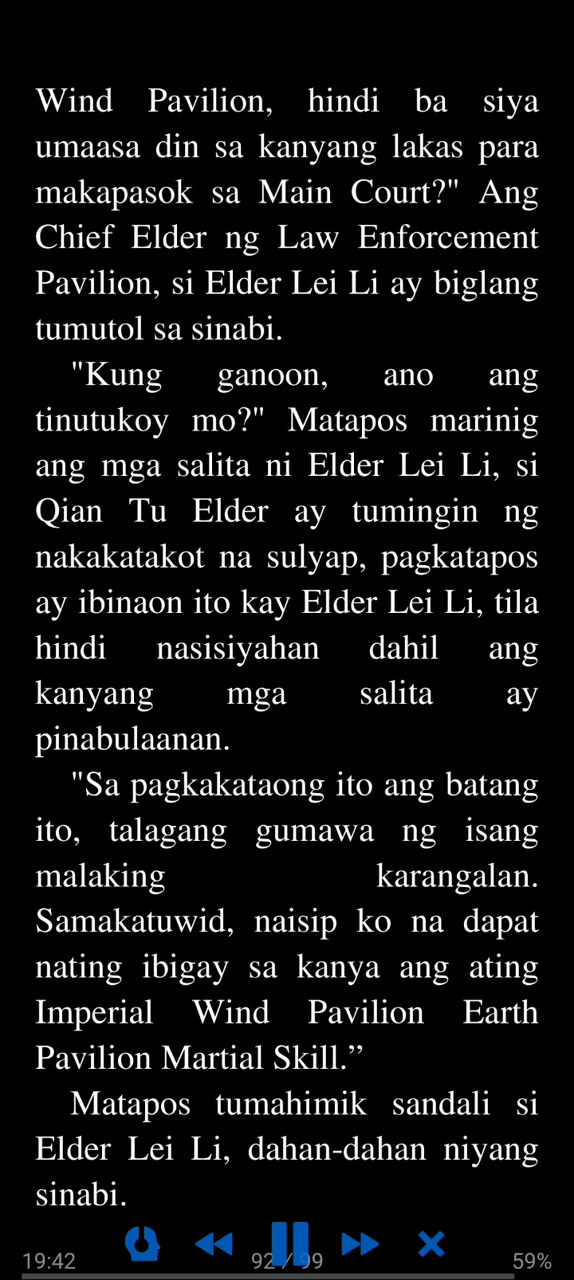 Wind Pavilion, hindi ba siya
umaasa din sa kanyang lakas para
makapasok sa Main Court?" Ang
Chief Elder ng Law Enforcement
Pavilion, si Elder Lei Li ay biglang
tumutol sa sinabi.
"Kung ganoon, ano ang
tinutukoy mo?" Matapos marinig
ang mga salita ni Elder Lei Li, si
Qian Tu Elder ay tumingin ng
nakakatakot na sulyap, pagkatapos
ay ibinaon ito kay Elder Lei Li, tila
hindi nasisiyahan dahil ang
kanyang mga salita ay
pinabulaanan.
"Sa pagkakataong ito ang batang
ito, talagang gumawa ng isang
malaking karangalan.
Samakatuwid, naisip ko na dapat
nating ibigay sa kanya ang ating
Imperial Wind Pavilion Earth
Pavilion Martial Skill.”
Matapos tumahimik sandali si
Elder Lei Li, dahan-dahan niyang
sinabi.
19:42 92 / 99 59%